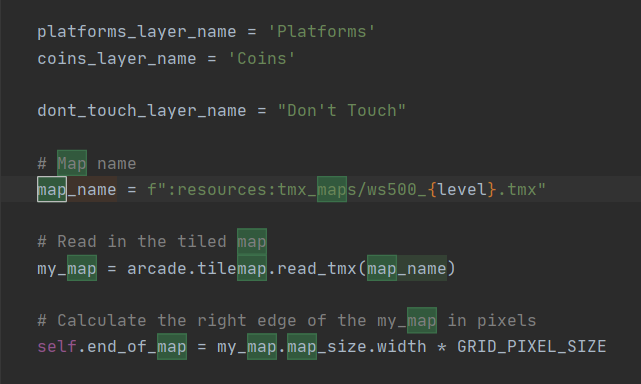 platforms_layer_name = 'Platforms'
coins_layer_name = 'Coins'
dont_touch_layer_name = "Don't Touch"
# Map name
map_name = f":resources:tmx_maps/ws500_{level}.tmx"
# Read in the tiled map
my_map = arcade.tilemap.read_tmx(map_name)
# Calculate the right edge of the my_map in pixels
self.end_of_map = my_map.map_size.width * GRID_PIXEL_SIZE